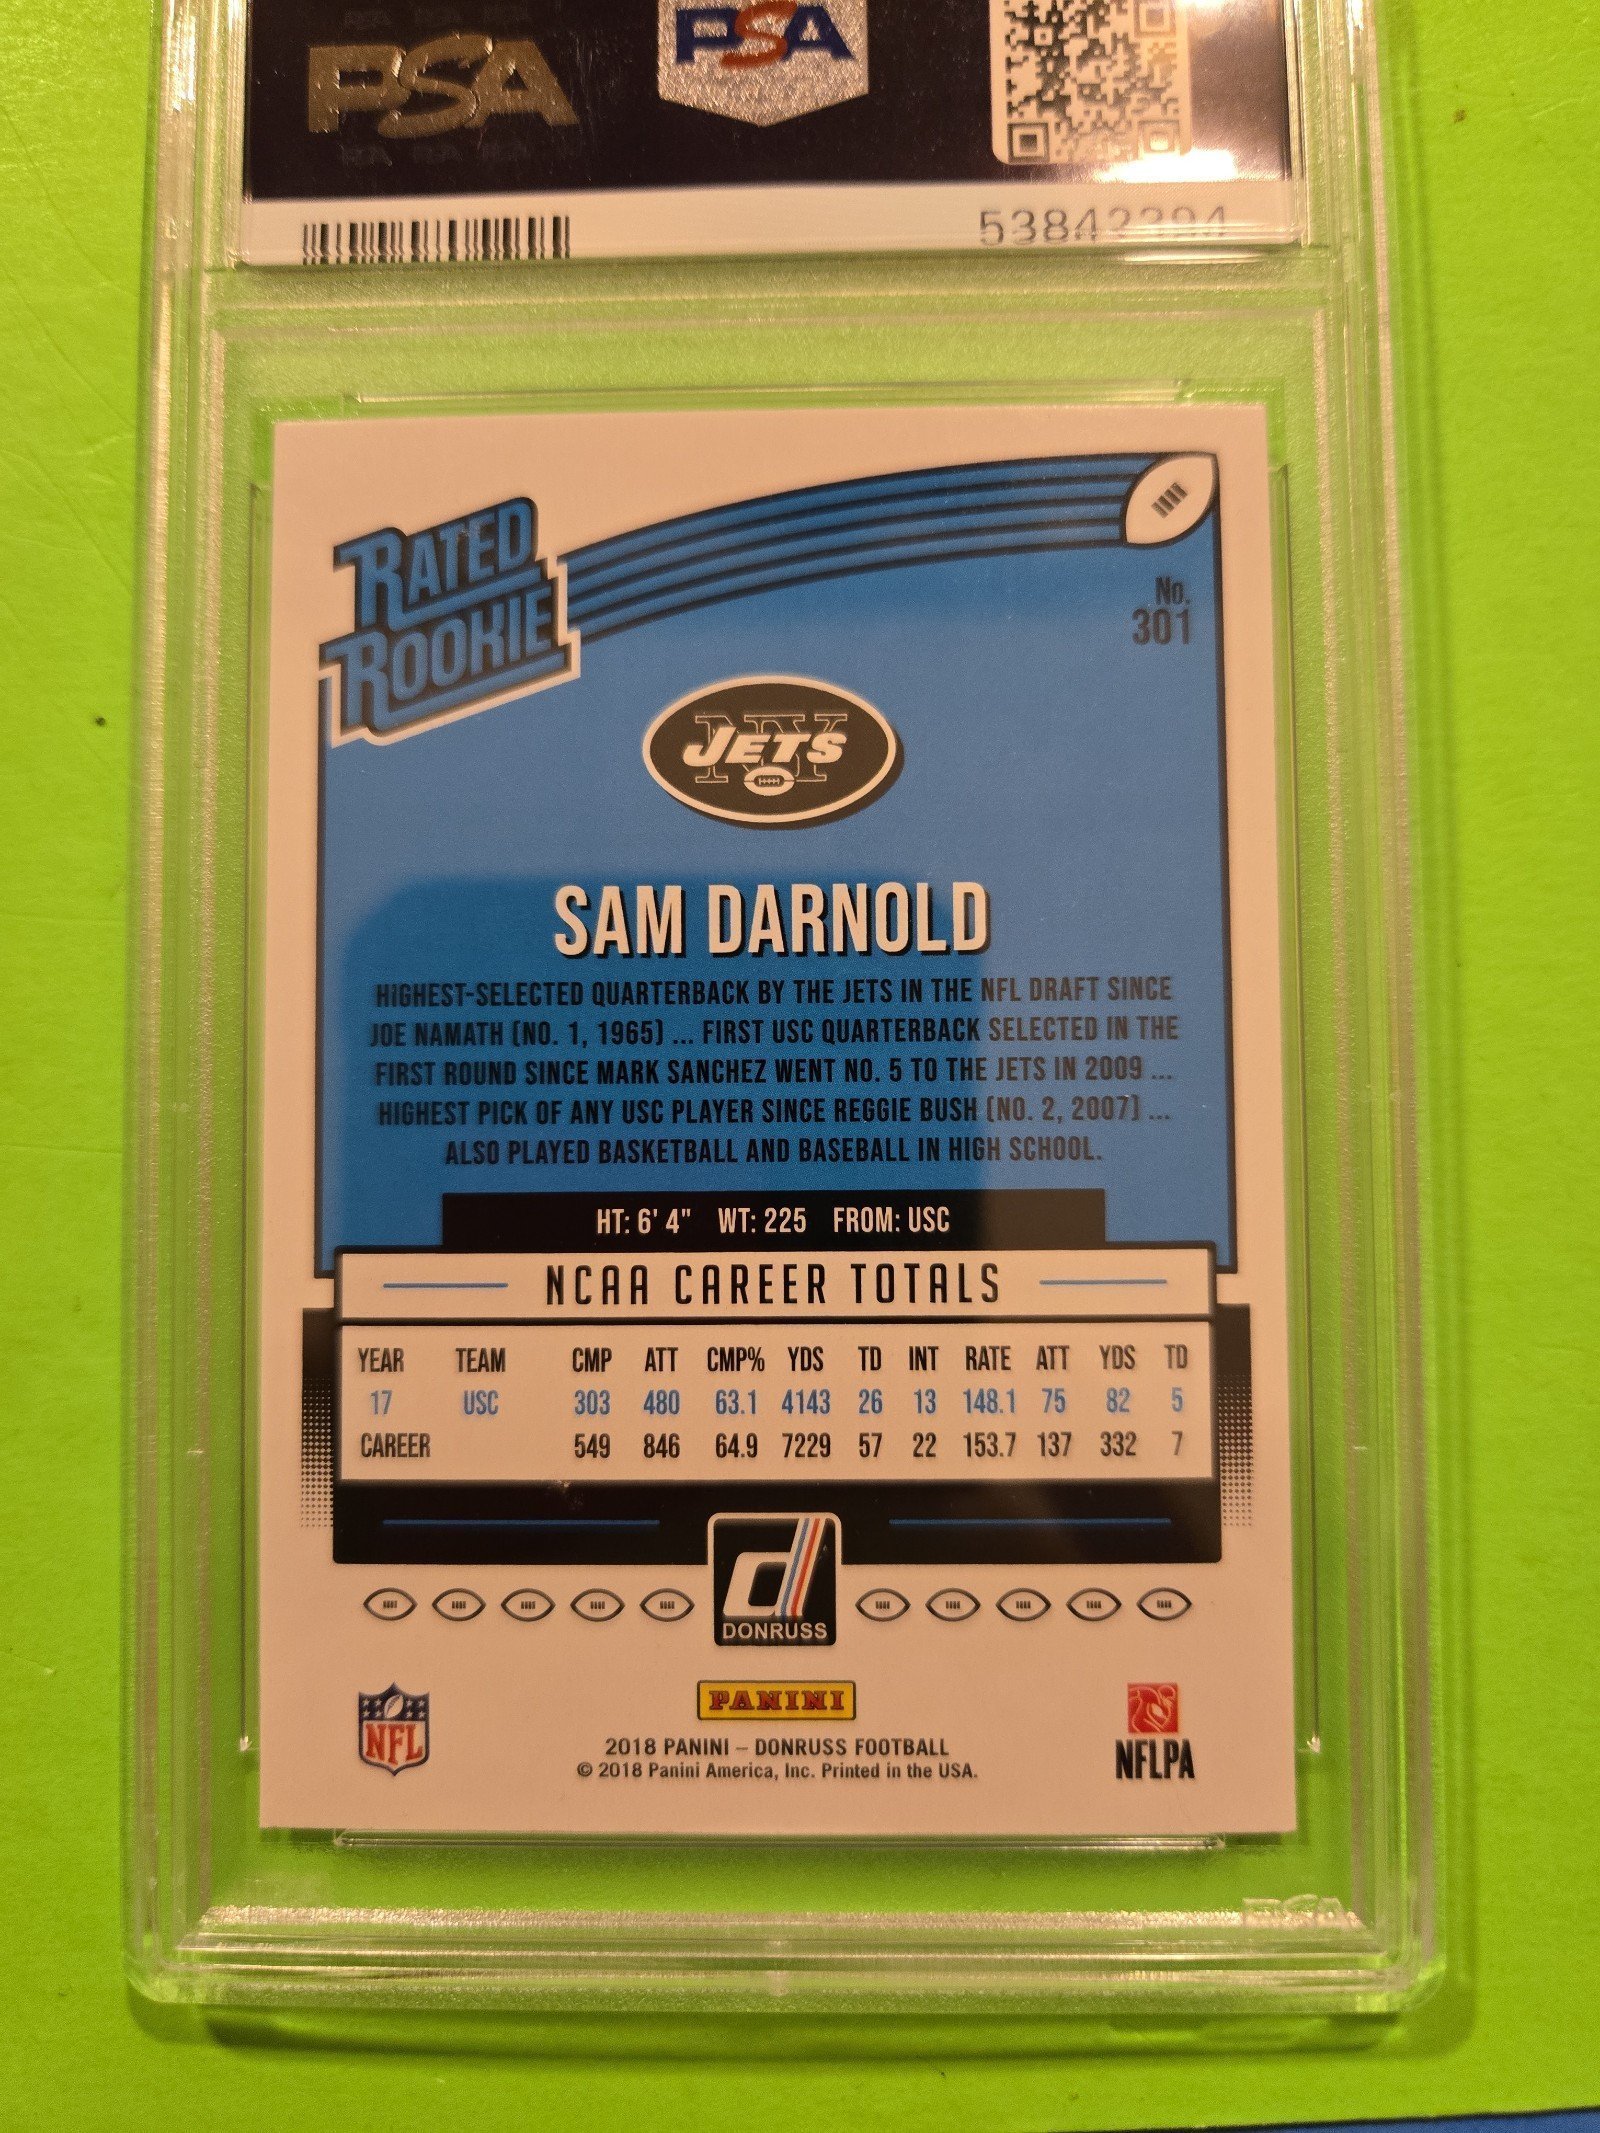 PSA
PSA
53842394
RATED
ROOKIE
No.
301
NY
JETS
SAM DARNOLD
HIGHEST-SELECTED QUARTERBACK BY THE JETS IN THE NFL DRAFT SINCE
JOE NAMATH (NO. 1, 1965) ... FIRST USC QUARTERBACK SELECTED IN THE
FIRST ROUND SINCE MARK SANCHEZ WENT NO. 5 TO THE JETS IN 2009 ...
HIGHEST PICK OF ANY USC PLAYER SINCE REGGIE BUSH (NO. 2, 2007) ...
ALSO PLAYED BASKETBALL AND BASEBALL IN HIGH SCHOOL.
HT: 6' 4" WT: 225 FROM: USC
NCAA CAREER TOTALS
YEAR TEAM CMP ATT CMP% YDS TD INT RATE ATT YDS TD
17 USC 303 480 63.1 4143 26 13 148.1 75 82 5
CAREER 549 846 64.9 7229 57 22 153.7 137 332 7
d
DONRUSS
NFL
PANINI
NFLPA
2018 PANINI – DONRUSS FOOTBALL
© 2018 Panini America, Inc. Printed in the USA.
PSA